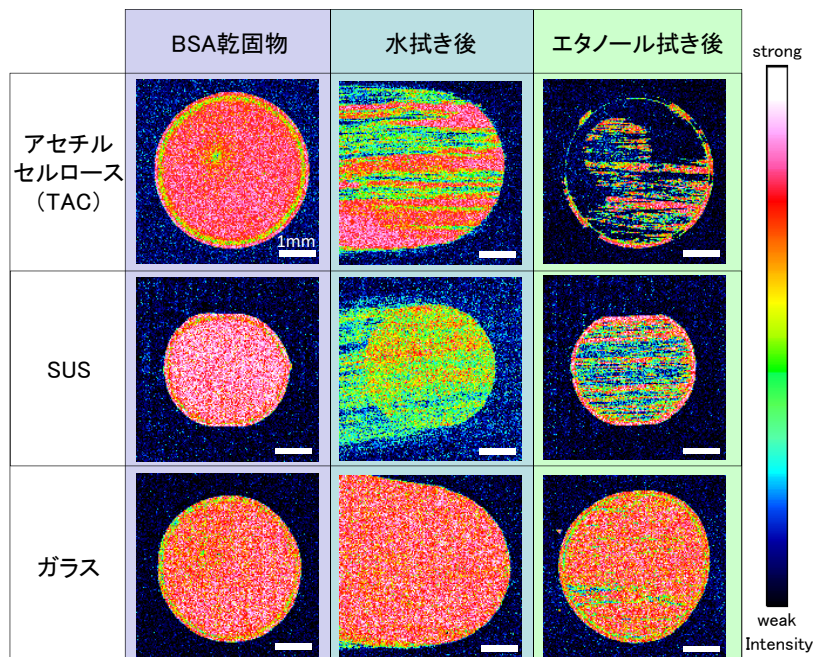 BSA乾固物
水拭き後
エタノール拭き後
strong
アセチル
セルロース
(TAC)
1mm
SUS
ガラス
weak
Intensity